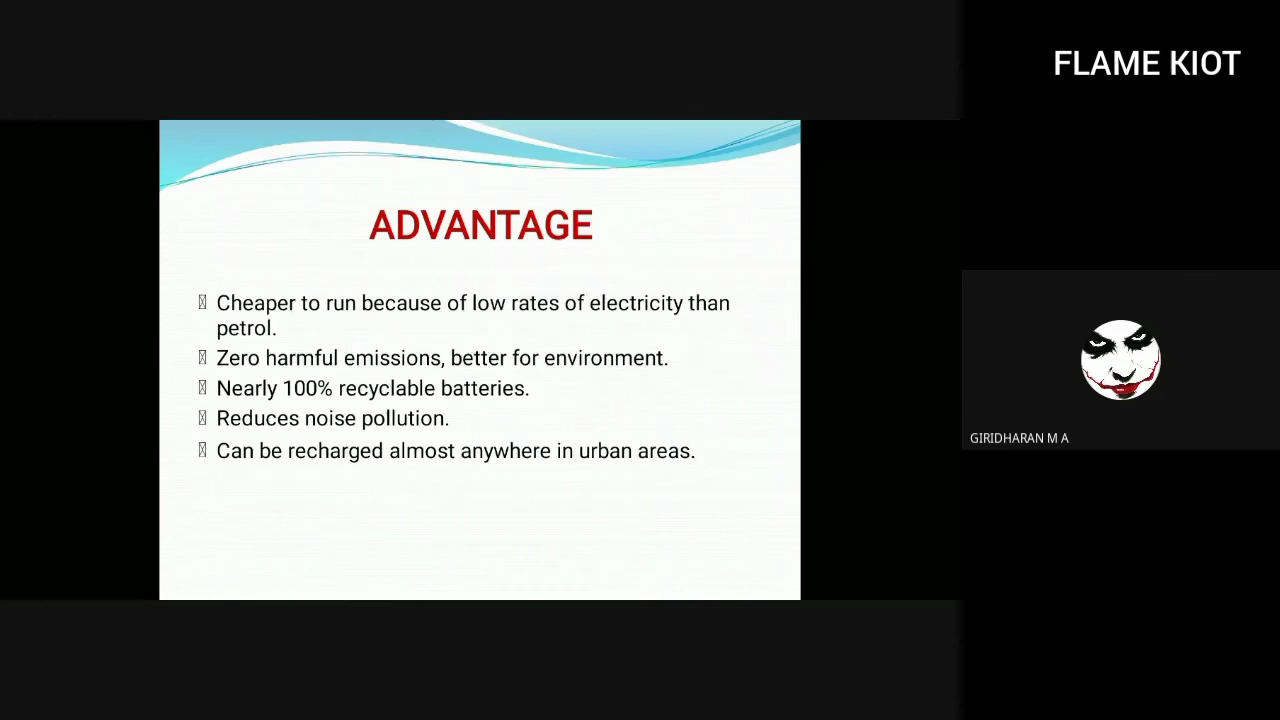 FLAME KIOT
ADVANTAGE
Cheaper to run because of low rates of electricity than
petrol.
Zero harmful emissions, better for environment.
Nearly 100% recyclable batteries.
Reduces noise pollution.
Can be recharged almost anywhere in urban areas.
GIRIDHARAN M A